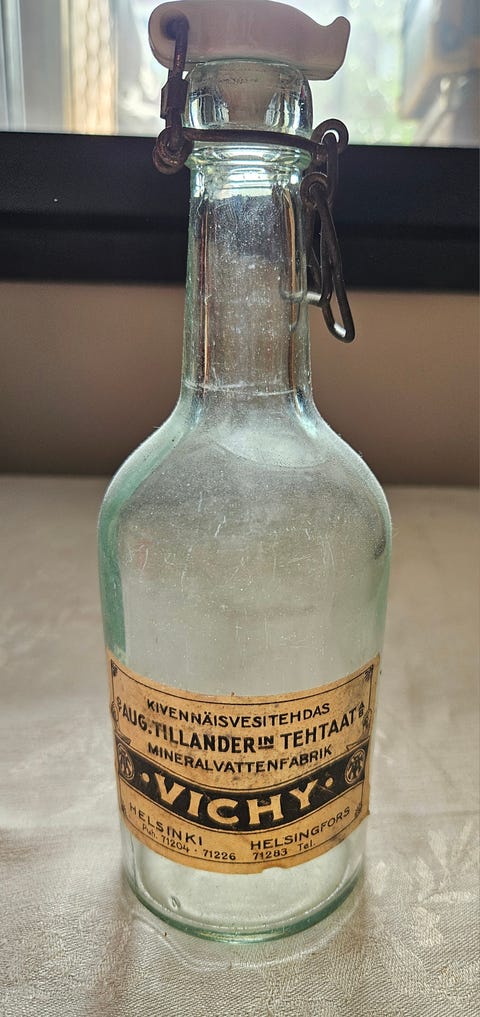 KIVENNÄISVESITEHDAS
AUG. TILLANDER IN TEHTAAT
MINERALVATTENFABRIK
·VICHY·
HELSINKI HELSINGFORS
Puh. 71204 · 71226 71283 Tel.